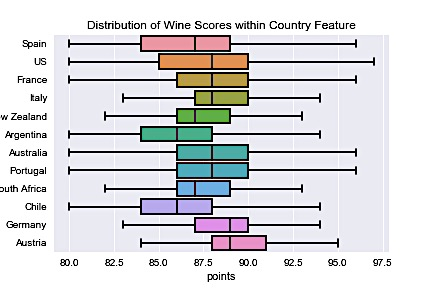 Distribution of Wine Scores within Country Feature
Spain
US
France
Italy
w Zealand
Argentina
Australia
Portugal
outh Africa
Chile
Germany
Austria
80.0 82.5 85.0 87.5 90.0 92.5 95.0 97.5
points